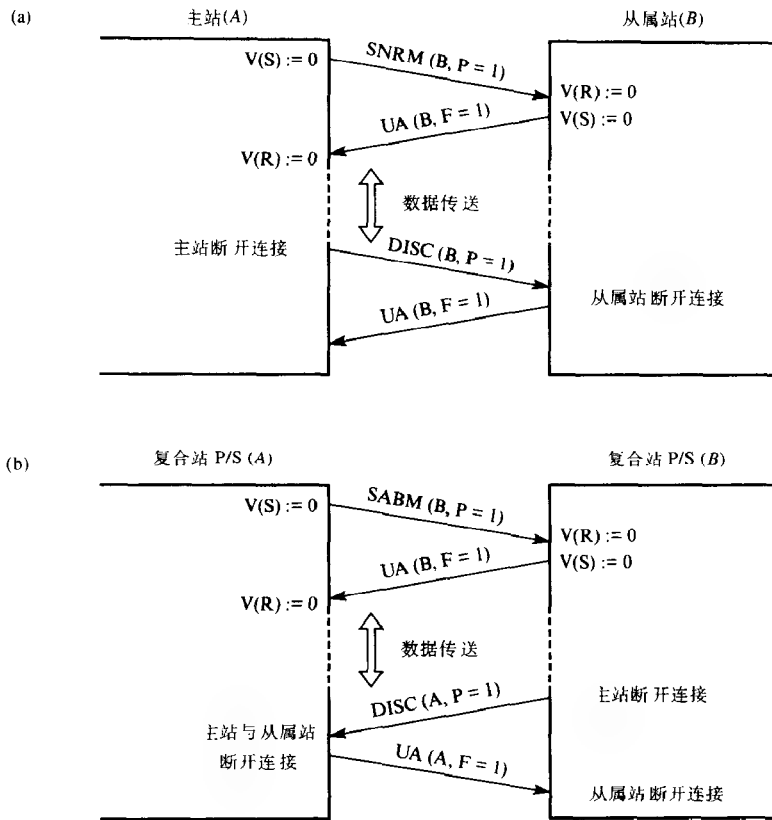 (a)
主站(A)
从属站(B)
V(S) := 0
SNRM (B, P = 1)
V(R) := 0
UA (B, F = 1)
V(S) := 0
V(R) := 0
数据传送
主站断开连接
DISC (B, P = 1)
从属站断开连接
UA (B, F = 1)
(b)
复合站 P/S (A)
复合站 P/S (B)
V(S) := 0
SABM (B, P = 1)
V(R) := 0
UA (B, F = 1)
V(S) := 0
V(R) := 0
数据传送
主站断开连接
DISC (A, P = 1)
主站与从属站
断开连接
UA (A, F = 1)
从属站断开连接